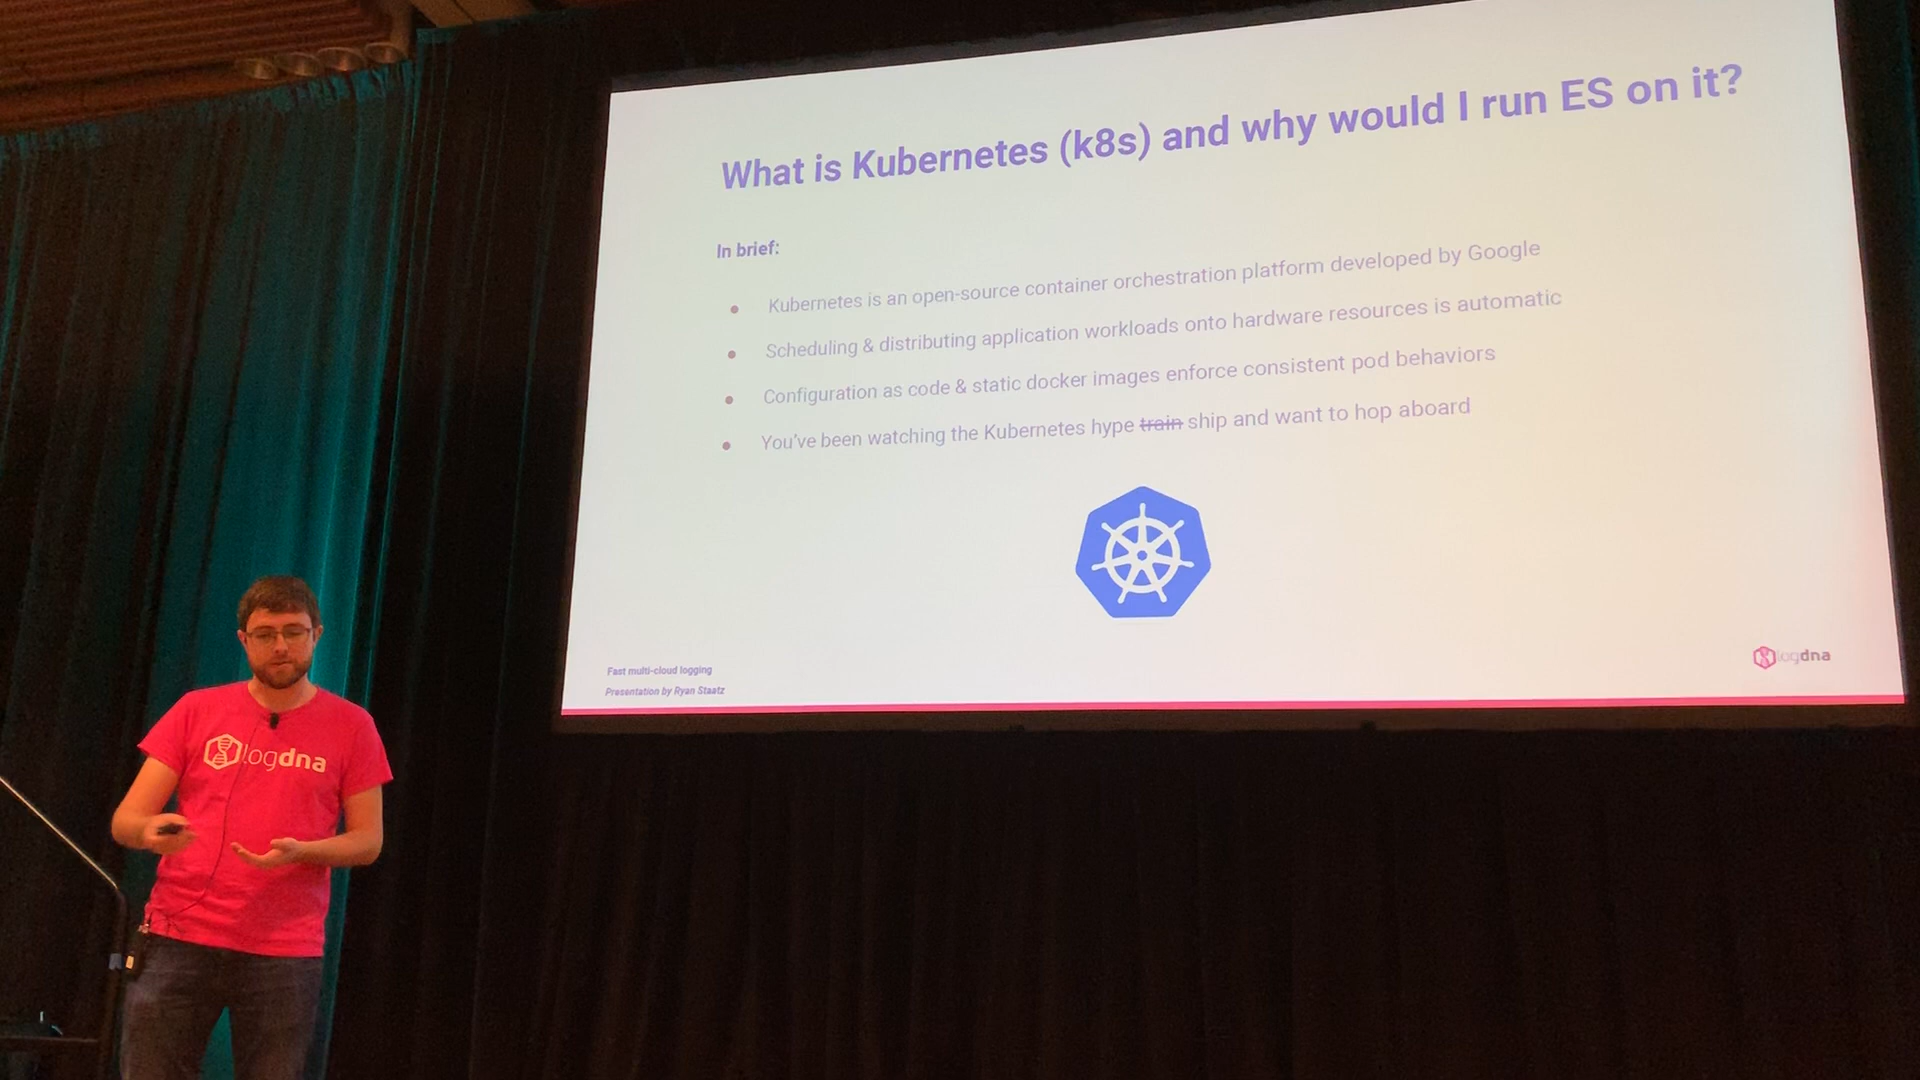 What is Kubernetes (k8s) and why would I run ES on it?
In brief:
Kubernetes is an open-source container orchestration platform developed by Google
Scheduling & distributing application workloads onto hardware resources is automatic
Configuration as code & static docker images enforce consistent pod behaviors
You've been watching the Kubernetes hype train ship and want to hop aboard
Fast multi-cloud logging
Presentation by Ryan Staatz
logdna
logdna